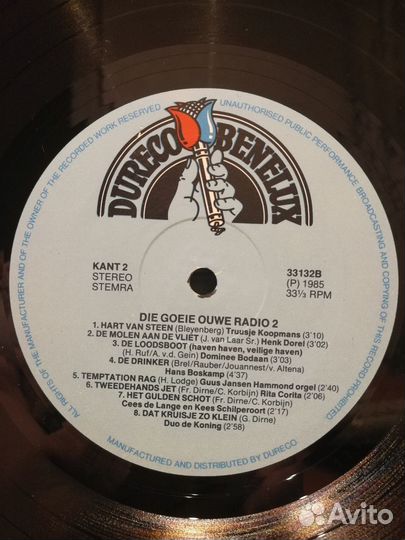 ALL RIGHTS OF THE MANUFACTURER AND OF THE OWNER OF THE RECORDED WORK RESERVED
UNAUTHORISED PUBLIC PERFORMANCE BROADCASTING AND COPYING OF THIS RECORD PROHIBITED
DURECO BENELUX
KANT 2
STEREO
STEMRA
33132B
(P) 1985
33⅓ RPM
DIE GOEIE OUWE RADIO 2
1. HART VAN STEEN (Bleyenberg) Truusje Koopmans (3'10)
2. DE MOLEN AAN DE VLIET (J. van Laar Sr.) Henk Dorel (3'02)
3. DE LOODSBOOT (haven haven, veilige haven)
(H. Ruf/A. v.d. Gein) Dominee Bodaan (3'03)
4. DE DRINKER (Brel/Rauber/Jouannest/v. Altena)
Hans Boskamp (4'37)
5. TEMPTATION RAG (H. Lodge) Guus Jansen Hammond orgel (2'40)
6. TWEEDEHANDS JET (Fr. Dirne/C. Korbijn) Rita Corita (2'06)
7. HET GULDEN SCHOT (Fr. Dirne/C. Korbijn)
Cees de Lange en Kees Schilperoort (2'17)
8. DAT KRUISJE ZO KLEIN (G. Dirne)
Duo de Koning (2'58)
MANUFACTURED AND DISTRIBUTED BY DURECO
Avito